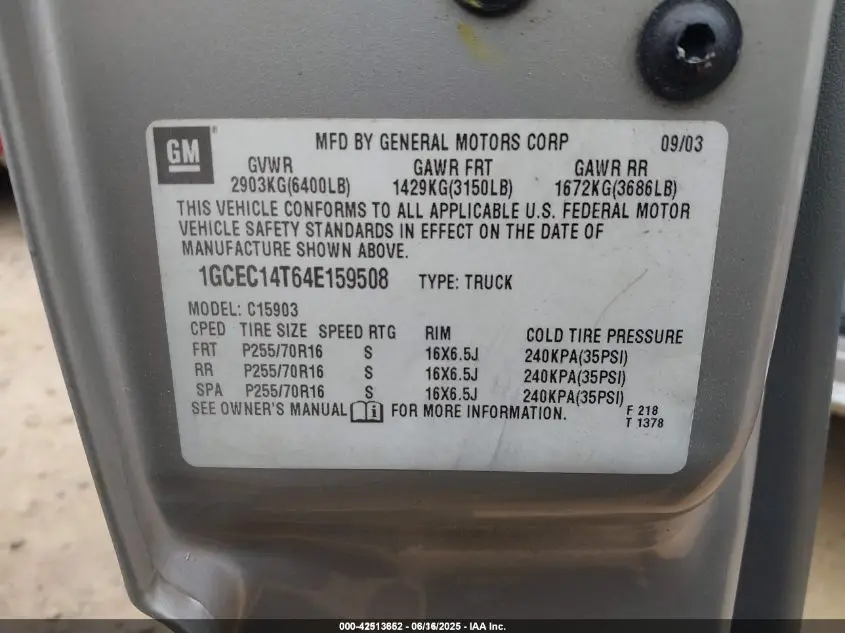 GM
MFD BY GENERAL MOTORS CORP 09/03
GVWR GAWR FRT GAWR RR
2903KG(6400LB) 1429KG(3150LB) 1672KG(3686LB)
THIS VEHICLE CONFORMS TO ALL APPLICABLE U.S. FEDERAL MOTOR
VEHICLE SAFETY STANDARDS IN EFFECT ON THE DATE OF
MANUFACTURE SHOWN ABOVE.
1GCEC14T64E159508 TYPE: TRUCK
MODEL: C15903
CPED TIRE SIZE SPEED RTG RIM COLD TIRE PRESSURE
FRT P255/70R16 S 16X6.5J 240KPA(35PSI)
RR P255/70R16 S 16X6.5J 240KPA(35PSI)
SPA P255/70R16 S 16X6.5J 240KPA(35PSI)
SEE OWNER'S MANUAL i FOR MORE INFORMATION.
F 218
T 1378
000-42513652 - 06/16/2025 - IAA Inc.